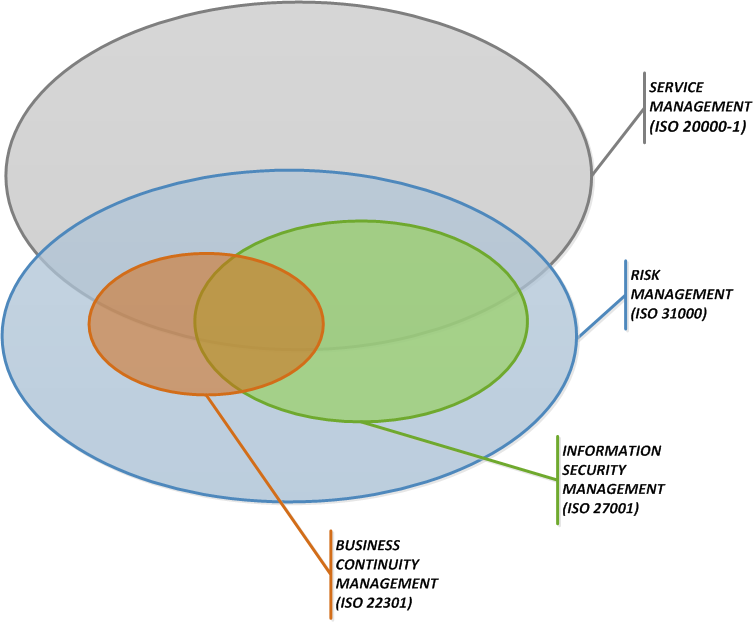 SERVICE
MANAGEMENT
(ISO 20000-1)
RISK
MANAGEMENT
(ISO 31000)
INFORMATION
SECURITY
MANAGEMENT
(ISO 27001)
BUSINESS
CONTINUITY
MANAGEMENT
(ISO 22301)